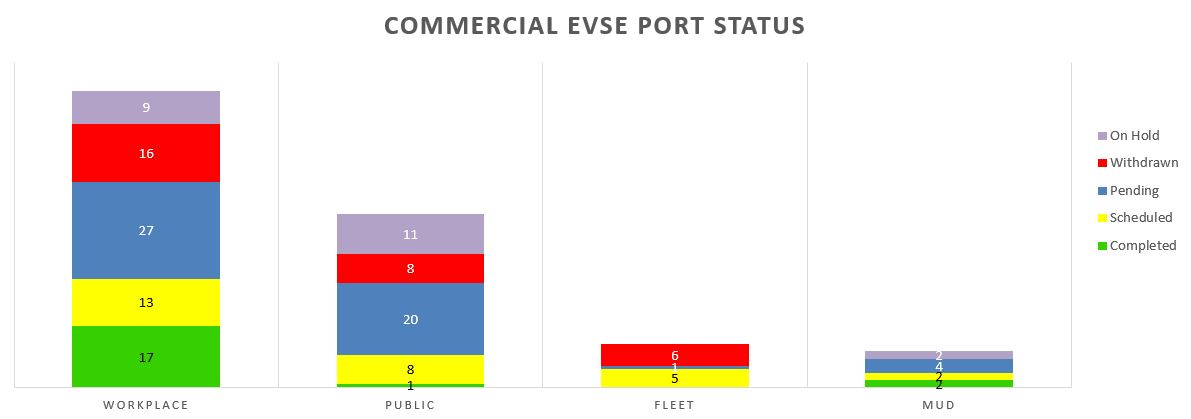 COMMERCIAL EVSE PORT STATUS
9
16
27
13
17
11
8
20
8
1
6
1
5
2
4
2
2
WORKPLACE
PUBLIC
FLEET
MUD
On Hold
Withdrawn
Pending
Scheduled
Completed